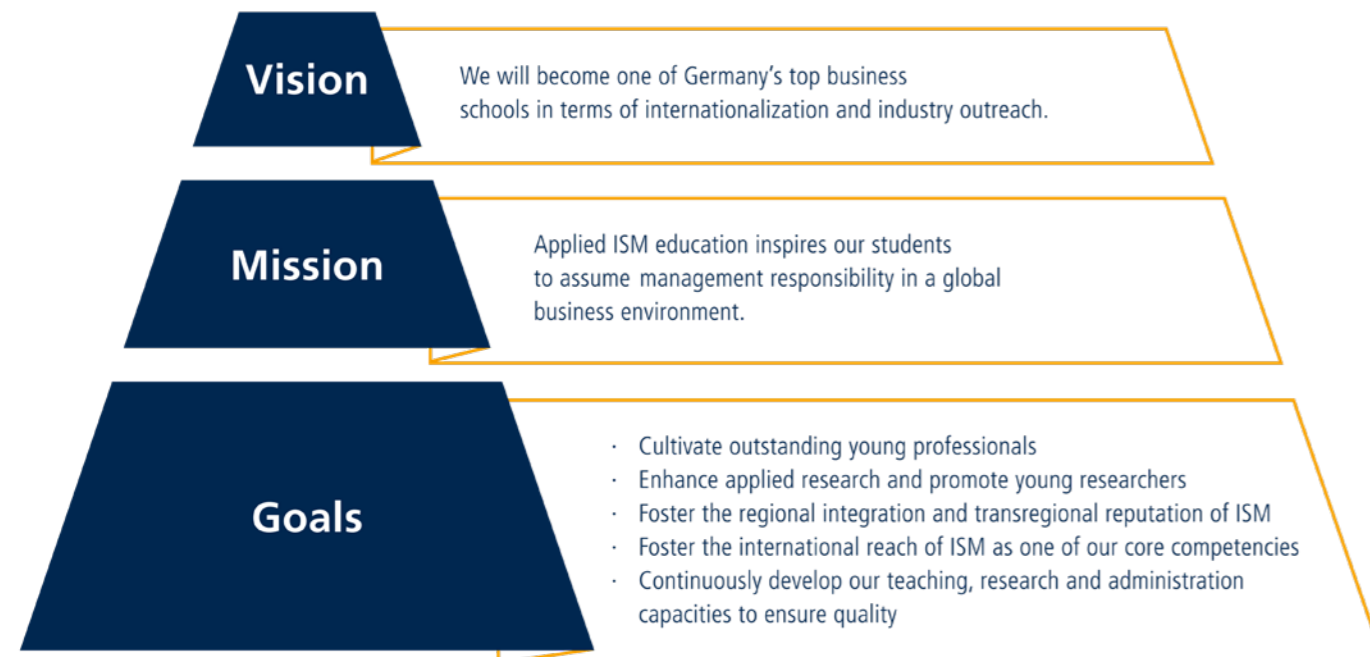 Vision
We will become one of Germany’s top business
schools in terms of internationalization and industry outreach.
Mission
Applied ISM education inspires our students
to assume management responsibility in a global
business environment.
Goals
· Cultivate outstanding young professionals
· Enhance applied research and promote young researchers
· Foster the regional integration and transregional reputation of ISM
· Foster the international reach of ISM as one of our core competencies
· Continuously develop our teaching, research and administration
capacities to ensure quality